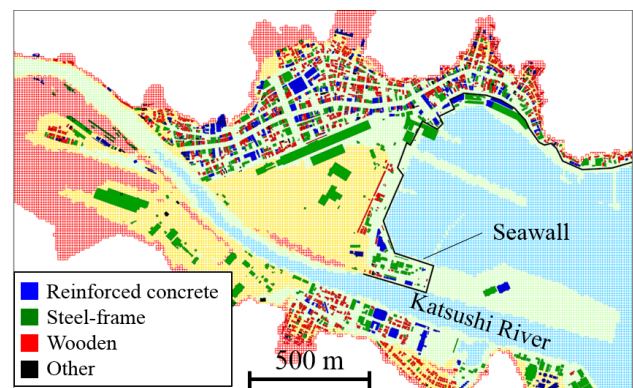 Seawall
Katsushi River
Reinforced concrete
Steel-frame
Wooden
Other
500 m